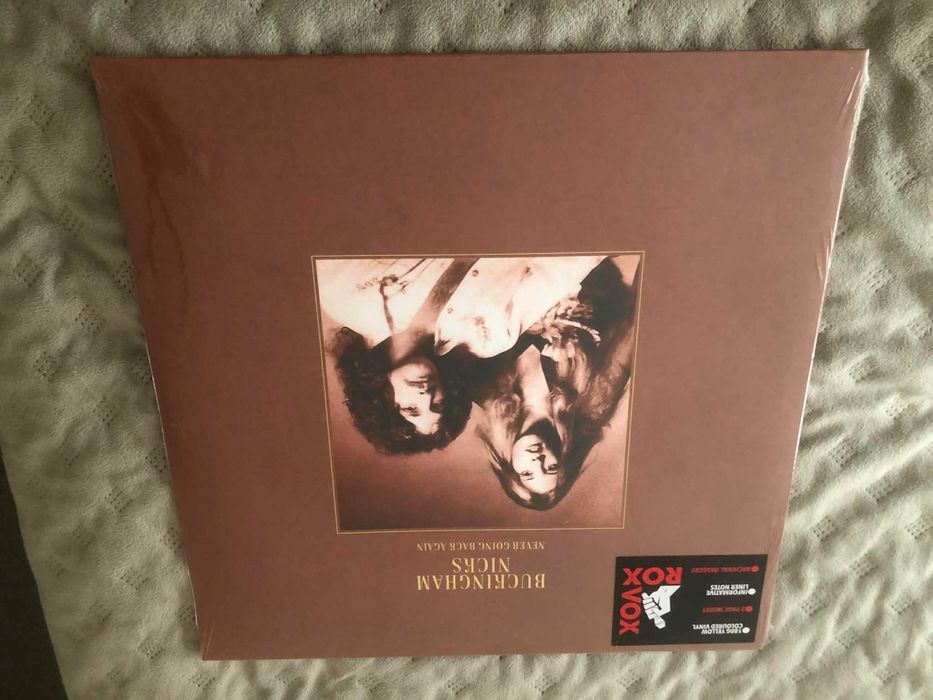 BUCKINGHAM
NICKS
NEVER GOING BACK AGAIN
ROX
VOX
180G YELLOW
COLOURED VINYL
2 PAGE INSERT
INFORMATIVE
LINER NOTES
ARCHIVAL IMAGERY